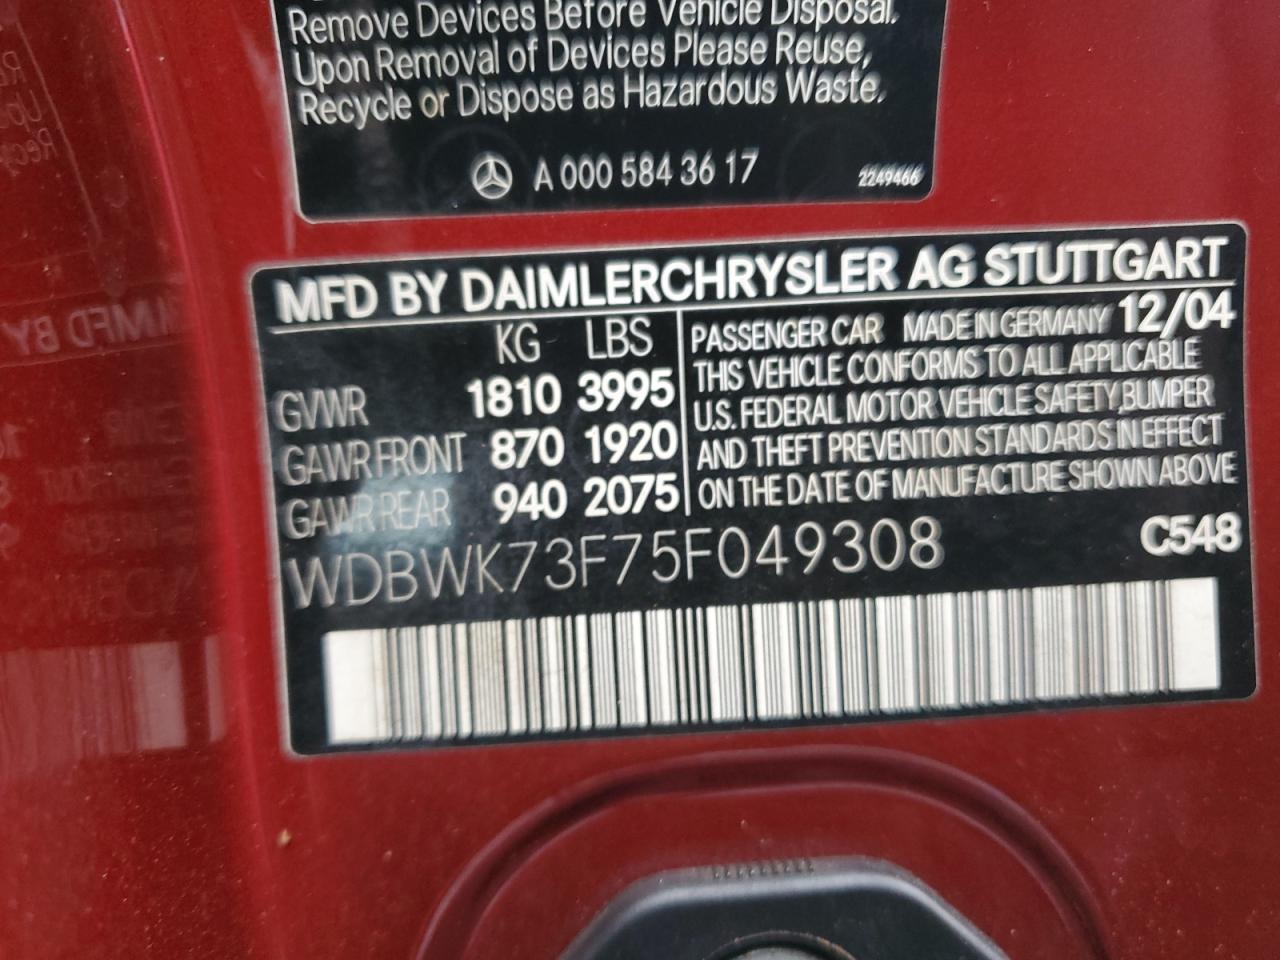 Remove Devices Before Vehicle Disposal.
Upon Removal of Devices Please Reuse,
Recycle or Dispose as Hazardous Waste.
A 000 584 36 17
2249466
MFD BY DAIMLERCHRYSLER AG STUTTGART
KG LBS
GVWR 1810 3995
GAWR FRONT 870 1920
GAWR REAR 940 2075
PASSENGER CAR MADE IN GERMANY 12/04
THIS VEHICLE CONFORMS TO ALL APPLICABLE
U.S. FEDERAL MOTOR VEHICLE SAFETY, BUMPER
AND THEFT PREVENTION STANDARDS IN EFFECT
ON THE DATE OF MANUFACTURE SHOWN ABOVE
WDBWK73F75F049308
C548